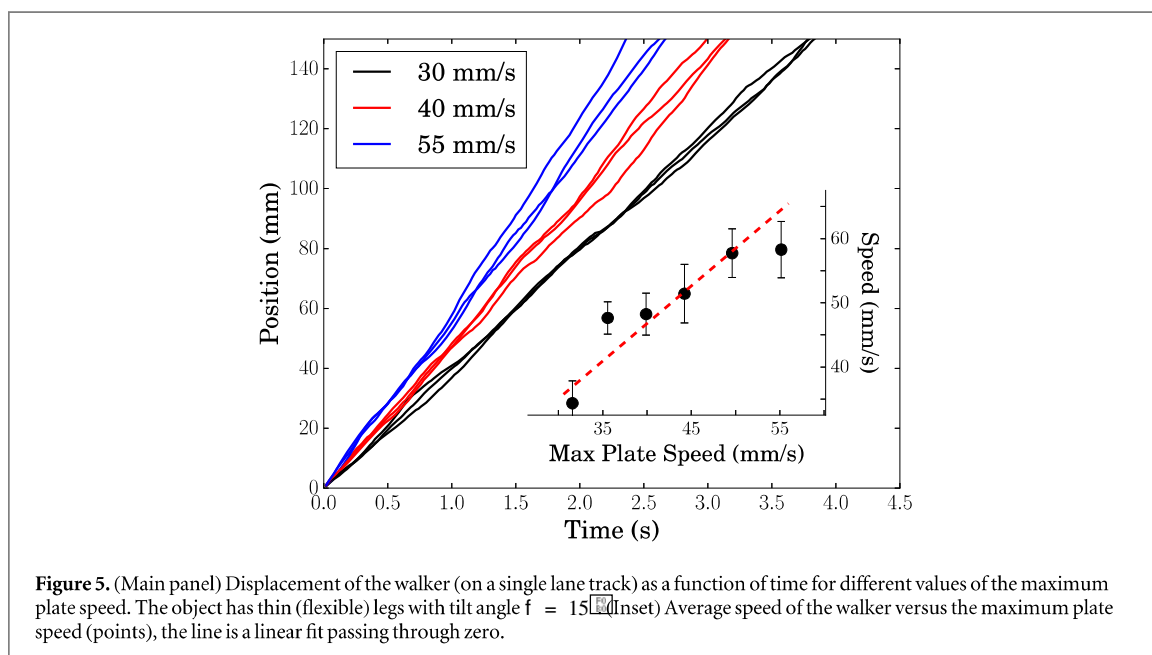 30 mm/s
40 mm/s
55 mm/s
Position (mm)
140
120
100
80
60
40
20
0
0.0 0.5 1.0 1.5 2.0 2.5 3.0 3.5 4.0 4.5
Time (s)
60
50
40
Speed (mm/s)
35 45 55
Max Plate Speed (mm/s)
Figure 5. (Main panel) Displacement of the walker (on a single lane track) as a function of time for different values of the maximum
plate speed. The object has thin (flexible) legs with tilt angle f = 15 (Inset) Average speed of the walker versus the maximum plate
speed (points), the line is a linear fit passing through zero.